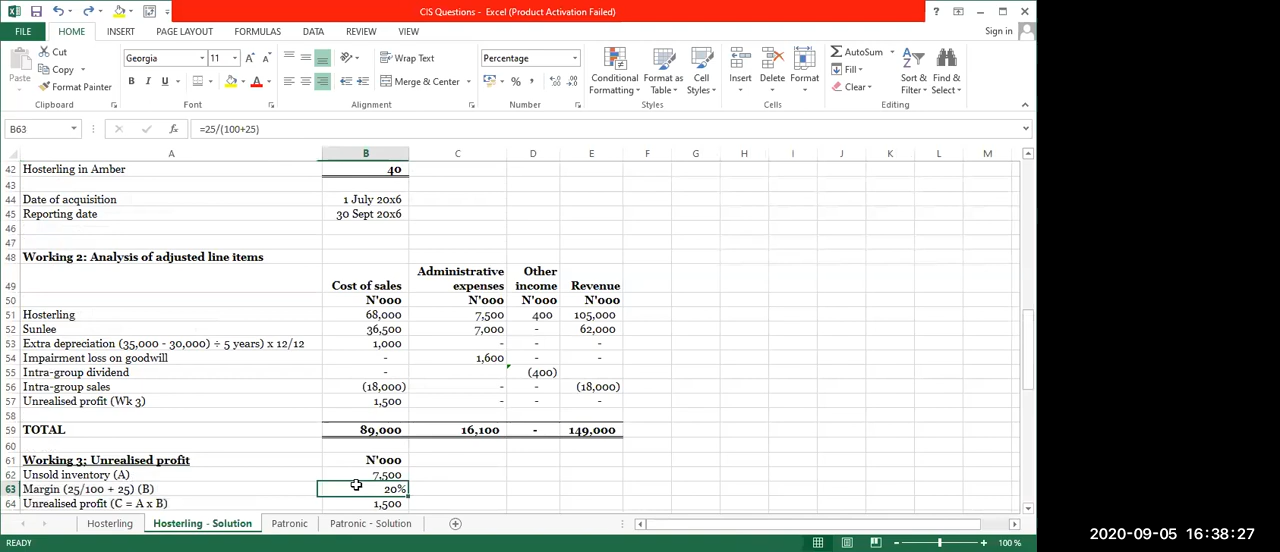 CIS Questions - Excel (Product Activation Failed)
FILE HOME INSERT PAGE LAYOUT FORMULAS DATA REVIEW VIEW Sign in
Paste Cut Copy Format Painter Clipboard
Georgia 11 B I U A Font
Wrap Text Merge & Center Alignment
Percentage % , Number
Conditional Formatting Format as Table Cell Styles Styles
Insert Delete Format Cells
AutoSum Fill Clear Sort & Filter Find & Select Editing
B63 fx =25/(100+25)
A B C D E F G H I J K L M
42 Hosterling in Amber 40
43
44 Date of acquisition 1 July 20x6
45 Reporting date 30 Sept 20x6
46
47
48 Working 2: Analysis of adjusted line items
49 Cost of sales Administrative expenses Other income Revenue
50 N'000 N'000 N'000 N'000
51 Hosterling 68,000 7,500 400 105,000
52 Sunlee 36,500 7,000 - 62,000
53 Extra depreciation (35,000 - 30,000) ÷ 5 years) x 12/12 1,000 - - -
54 Impairment loss on goodwill - 1,600 - -
55 Intra-group dividend - (400) -
56 Intra-group sales (18,000) - - (18,000)
57 Unrealised profit (Wk 3) 1,500 - - -
58
59 TOTAL 89,000 16,100 - 149,000
60
61 Working 3; Unrealised profit N'000
62 Unsold inventory (A) 7,500
63 Margin (25/100 + 25) (B) 20%
64 Unrealised profit (C = A x B) 1,500
Hosterling Hosterling - Solution Patronic Patronic - Solution
READY 100 %
2020-09-05 16:38:27